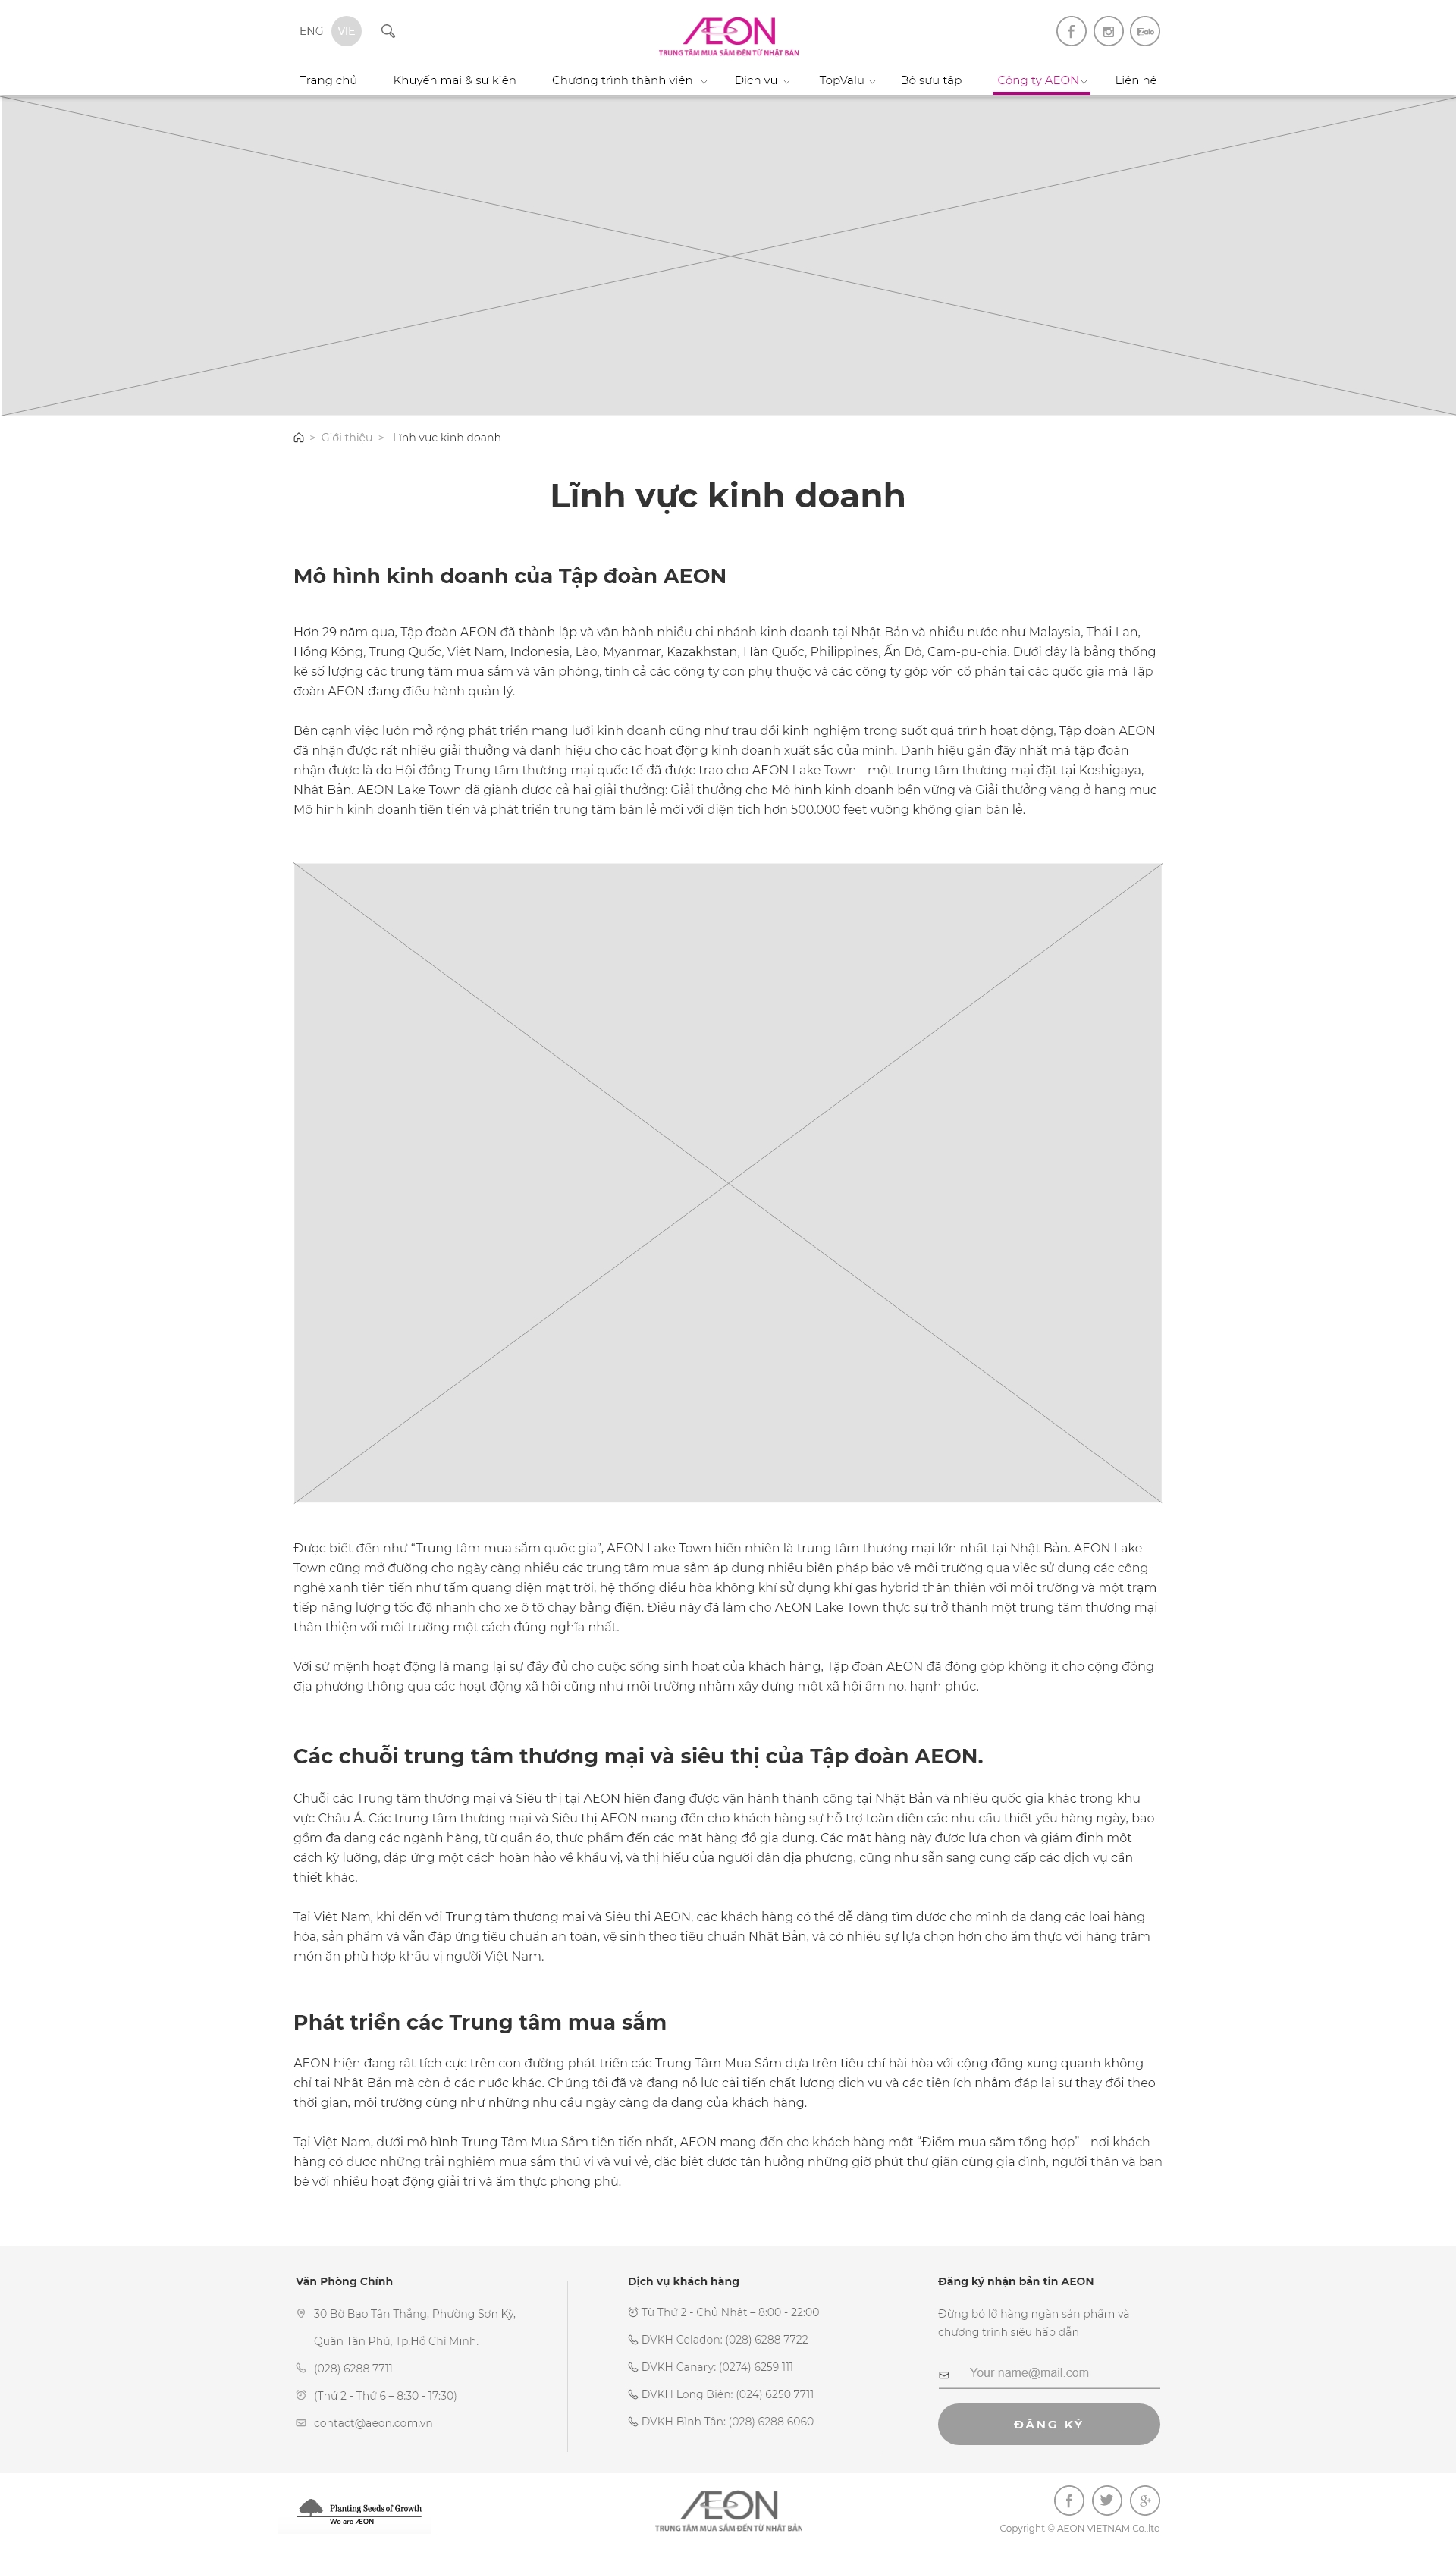 ENG VIE
ÆON
TRUNG TÂM MUA SẮM ĐẾN TỪ NHẬT BẢN
Zalo
Trang chủ Khuyến mại & sự kiện Chương trình thành viên Dịch vụ TopValu Bộ sưu tập Công ty AEON Liên hệ
> Giới thiệu > Lĩnh vực kinh doanh
Lĩnh vực kinh doanh
Mô hình kinh doanh của Tập đoàn AEON
Hơn 29 năm qua, Tập đoàn AEON đã thành lập và vận hành nhiều chi nhánh kinh doanh tại Nhật Bản và nhiều nước như Malaysia, Thái Lan,
Hồng Kông, Trung Quốc, Việt Nam, Indonesia, Lào, Myanmar, Kazakhstan, Hàn Quốc, Philippines, Ấn Độ, Cam-pu-chia. Dưới đây là bảng thống
kê số lượng các trung tâm mua sắm và văn phòng, tính cả các công ty con phụ thuộc và các công ty góp vốn cổ phần tại các quốc gia mà Tập
đoàn AEON đang điều hành quản lý.
Bên cạnh việc luôn mở rộng phát triển mạng lưới kinh doanh cũng như trau dồi kinh nghiệm trong suốt quá trình hoạt động, Tập đoàn AEON
đã nhận được rất nhiều giải thưởng và danh hiệu cho các hoạt động kinh doanh xuất sắc của mình. Danh hiệu gần đây nhất mà tập đoàn
nhận được là do Hội đồng Trung tâm thương mại quốc tế đã được trao cho AEON Lake Town - một trung tâm thương mại đặt tại Koshigaya,
Nhật Bản. AEON Lake Town đã giành được cả hai giải thưởng: Giải thưởng cho Mô hình kinh doanh bền vững và Giải thưởng vàng ở hạng mục
Mô hình kinh doanh tiên tiến và phát triển trung tâm bán lẻ mới với diện tích hơn 500.000 feet vuông không gian bán lẻ.
Được biết đến như “Trung tâm mua sắm quốc gia”, AEON Lake Town hiển nhiên là trung tâm thương mại lớn nhất tại Nhật Bản. AEON Lake
Town cũng mở đường cho ngày càng nhiều các trung tâm mua sắm áp dụng nhiều biện pháp bảo vệ môi trường qua việc sử dụng các công
nghệ xanh tiên tiến như tấm quang điện mặt trời, hệ thống điều hòa không khí sử dụng khí gas hybrid thân thiện với môi trường và một trạm
tiếp năng lượng tốc độ nhanh cho xe ô tô chạy bằng điện. Điều này đã làm cho AEON Lake Town thực sự trở thành một trung tâm thương mại
thân thiện với môi trường một cách đúng nghĩa nhất.
Với sứ mệnh hoạt động là mang lại sự đầy đủ cho cuộc sống sinh hoạt của khách hàng, Tập đoàn AEON đã đóng góp không ít cho cộng đồng
địa phương thông qua các hoạt động xã hội cũng như môi trường nhằm xây dựng một xã hội ấm no, hạnh phúc.
Các chuỗi trung tâm thương mại và siêu thị của Tập đoàn AEON.
Chuỗi các Trung tâm thương mại và Siêu thị tại AEON hiện đang được vận hành thành công tại Nhật Bản và nhiều quốc gia khác trong khu
vực Châu Á. Các trung tâm thương mại và Siêu thị AEON mang đến cho khách hàng sự hỗ trợ toàn diện các nhu cầu thiết yếu hàng ngày, bao
gồm đa dạng các ngành hàng, từ quần áo, thực phẩm đến các mặt hàng đồ gia dụng. Các mặt hàng này được lựa chọn và giám định một
cách kỹ lưỡng, đáp ứng một cách hoàn hảo về khẩu vị, và thị hiếu của người dân địa phương, cũng như sẵn sang cung cấp các dịch vụ cần
thiết khác.
Tại Việt Nam, khi đến với Trung tâm thương mại và Siêu thị AEON, các khách hàng có thể dễ dàng tìm được cho mình đa dạng các loại hàng
hóa, sản phẩm và vẫn đáp ứng tiêu chuẩn an toàn, vệ sinh theo tiêu chuẩn Nhật Bản, và có nhiều sự lựa chọn hơn cho ẩm thực với hàng trăm
món ăn phù hợp khẩu vị người Việt Nam.
Phát triển các Trung tâm mua sắm
AEON hiện đang rất tích cực trên con đường phát triển các Trung Tâm Mua Sắm dựa trên tiêu chí hài hòa với cộng đồng xung quanh không
chỉ tại Nhật Bản mà còn ở các nước khác. Chúng tôi đã và đang nỗ lực cải tiến chất lượng dịch vụ và các tiện ích nhằm đáp lại sự thay đổi theo
thời gian, môi trường cũng như những nhu cầu ngày càng đa dạng của khách hàng.
Tại Việt Nam, dưới mô hình Trung Tâm Mua Sắm tiên tiến nhất, AEON mang đến cho khách hàng một “Điểm mua sắm tổng hợp” - nơi khách
hàng có được những trải nghiệm mua sắm thú vị và vui vẻ, đặc biệt được tận hưởng những giờ phút thư giãn cùng gia đình, người thân và bạn
bè với nhiều hoạt động giải trí và ẩm thực phong phú.
Văn Phòng Chính
30 Bờ Bao Tân Thắng, Phường Sơn Kỳ,
Quận Tân Phú, Tp.Hồ Chí Minh.
(028) 6288 7711
(Thứ 2 - Thứ 6 – 8:30 - 17:30)
contact@aeon.com.vn
Dịch vụ khách hàng
Từ Thứ 2 - Chủ Nhật – 8:00 - 22:00
DVKH Celadon: (028) 6288 7722
DVKH Canary: (0274) 6259 111
DVKH Long Biên: (024) 6250 7711
DVKH Bình Tân: (028) 6288 6060
Đăng ký nhận bản tin AEON
Đừng bỏ lỡ hàng ngàn sản phẩm và
chương trình siêu hấp dẫn
Your name@mail.com
ĐĂNG KÝ
Planting Seeds of Growth
We are ÆON
ÆON
TRUNG TÂM MUA SẮM ĐẾN TỪ NHẬT BẢN
Copyright © AEON VIETNAM Co.,ltd